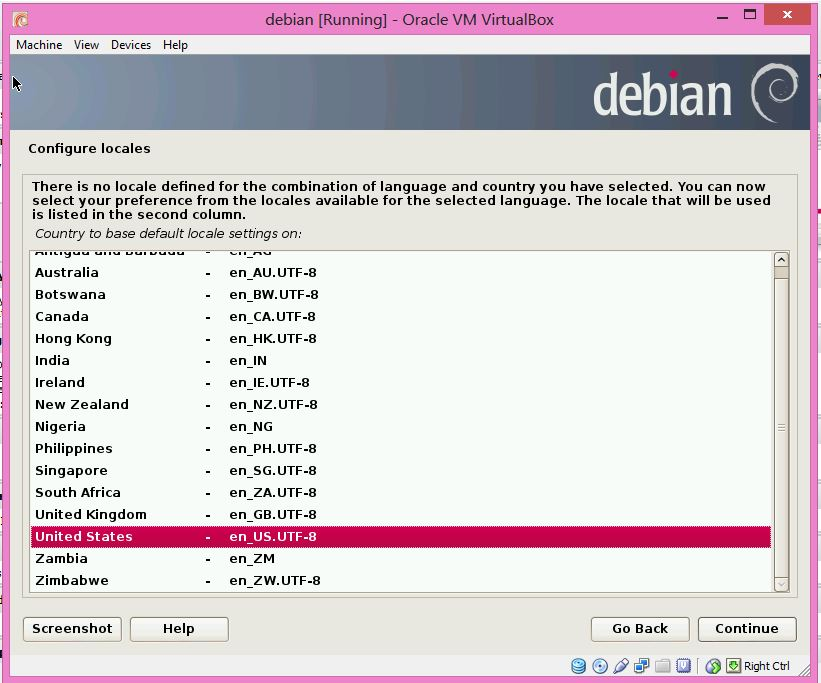 debian [Running] - Oracle VM VirtualBox
Machine View Devices Help
debian
Configure locales
There is no locale defined for the combination of language and country you have selected. You can now
select your preference from the locales available for the selected language. The locale that will be used
is listed in the second column.
Country to base default locale settings on:
Antigua and Barbuda - en_AG
Australia - en_AU.UTF-8
Botswana - en_BW.UTF-8
Canada - en_CA.UTF-8
Hong Kong - en_HK.UTF-8
India - en_IN
Ireland - en_IE.UTF-8
New Zealand - en_NZ.UTF-8
Nigeria - en_NG
Philippines - en_PH.UTF-8
Singapore - en_SG.UTF-8
South Africa - en_ZA.UTF-8
United Kingdom - en_GB.UTF-8
United States - en_US.UTF-8
Zambia - en_ZM
Zimbabwe - en_ZW.UTF-8
Screenshot Help Go Back Continue
Right Ctrl